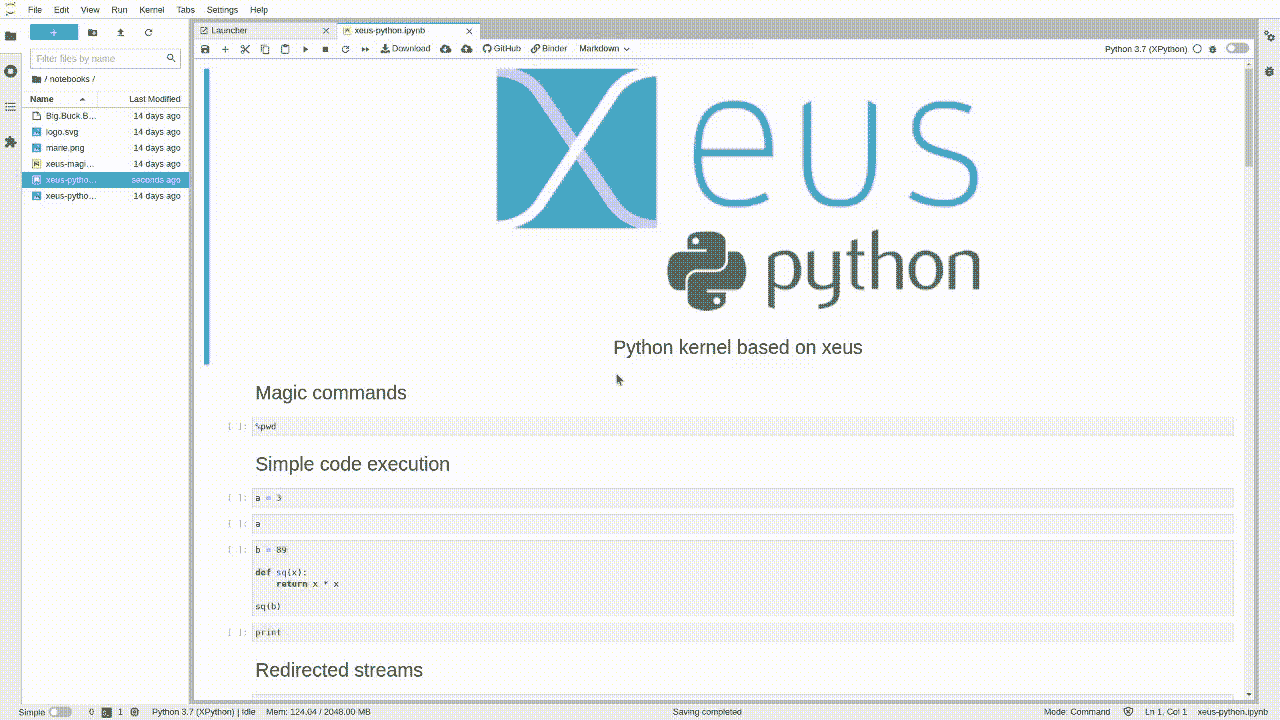 File Edit View Run Kernel Tabs Settings Help
+
Launcher
xeus-python.ipynb
Download
GitHub
Binder
Markdown
Python 3.7 (XPython)
Filter files by name
/ notebooks /
Name Last Modified
Big.Buck.B... 14 days ago
logo.svg 14 days ago
marie.png 14 days ago
xeus-magi... 14 days ago
xeus-pytho... seconds ago
xeus-pytho... 14 days ago
xeus
python
Python kernel based on xeus
Magic commands
[ ]: %pwd
Simple code execution
[ ]: a = 3
[ ]: a
[ ]: b = 89
def sq(x):
    return x * x
sq(b)
[ ]: print
Redirected streams
Simple 0 1 Python 3.7 (XPython) | Idle Mem: 124.04 / 2048.00 MB Saving completed Mode: Command Ln 1, Col 1 xeus-python.ipynb